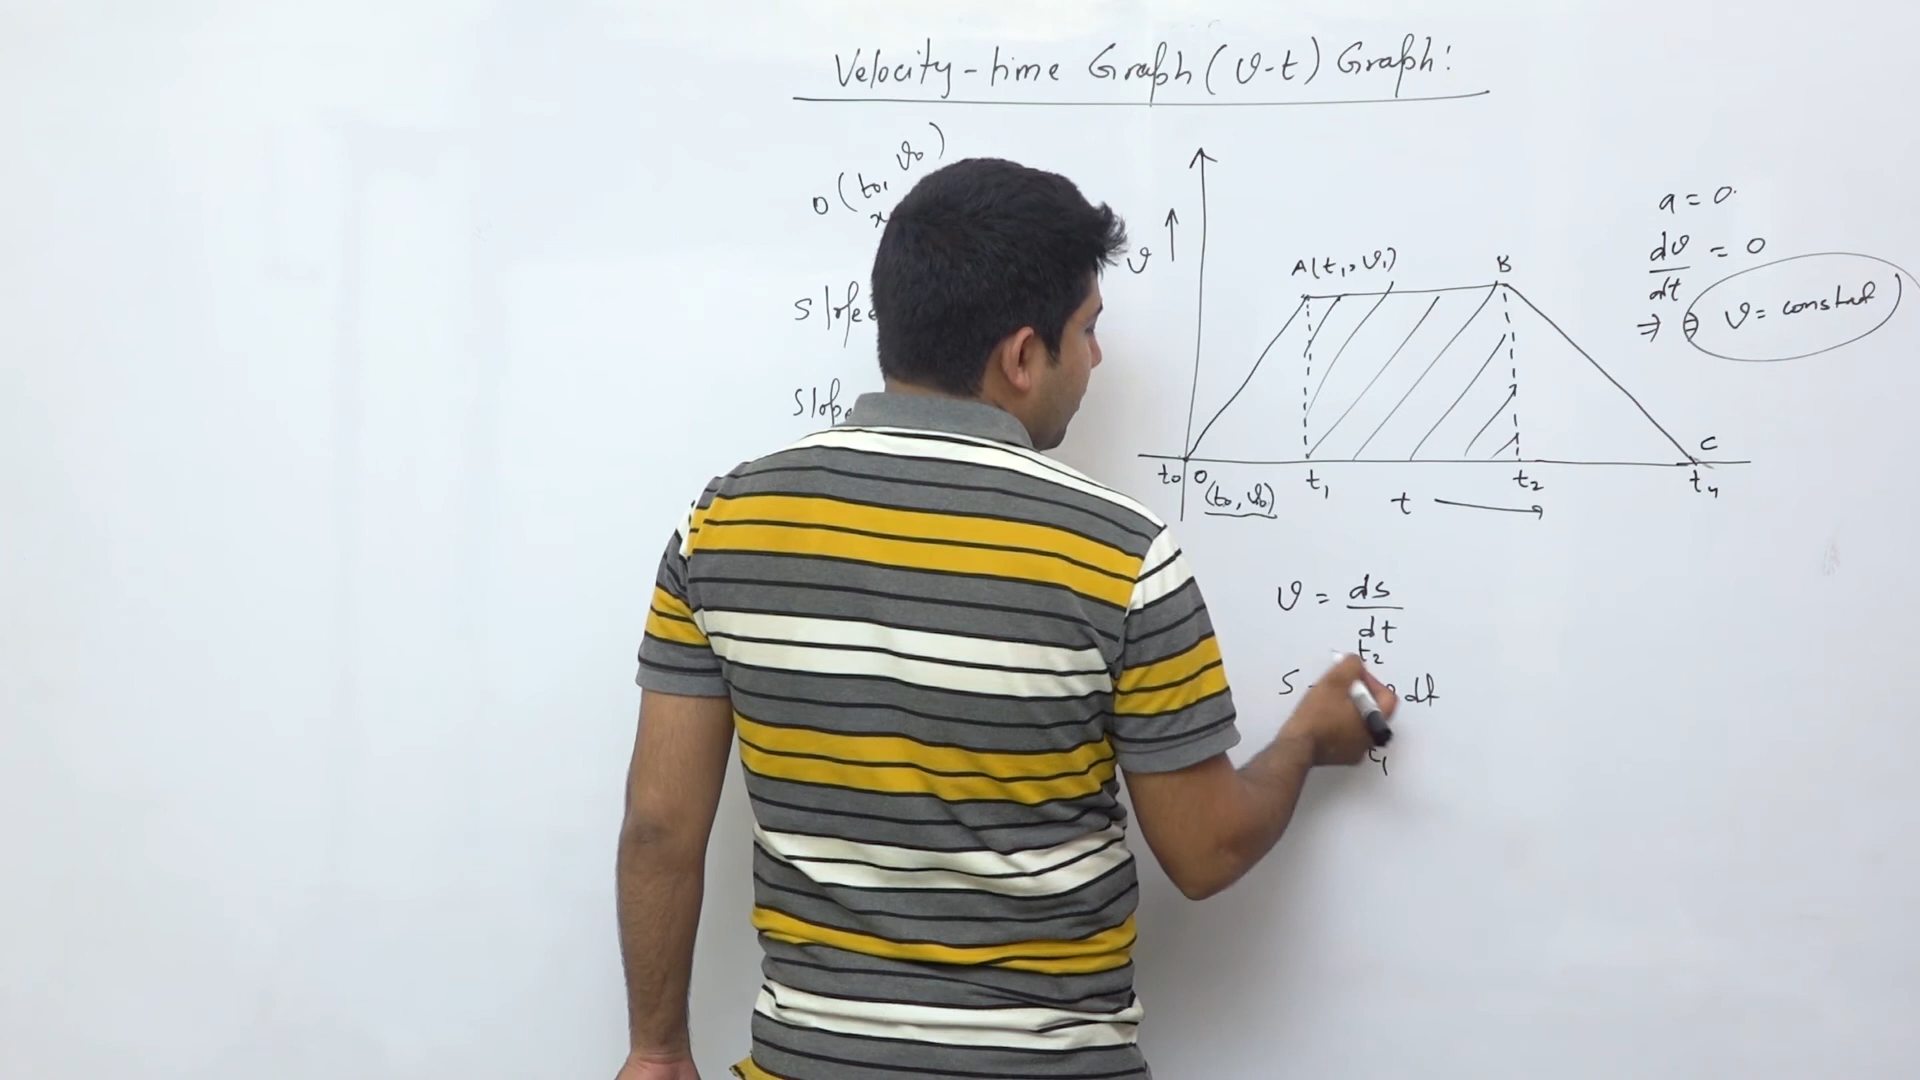 Velocity-time Graph (v-t) Graph:
O (t₀, v₀)
x
Slope
Slope
v
A(t₁, v₁)
B
a = 0
dv/dt = 0
⇒ ⇒ v = constant
C
t₀ O t₁ t₂ t₄
(t₀, v₀)
t
v = ds/dt
t₂
S dt
t₁